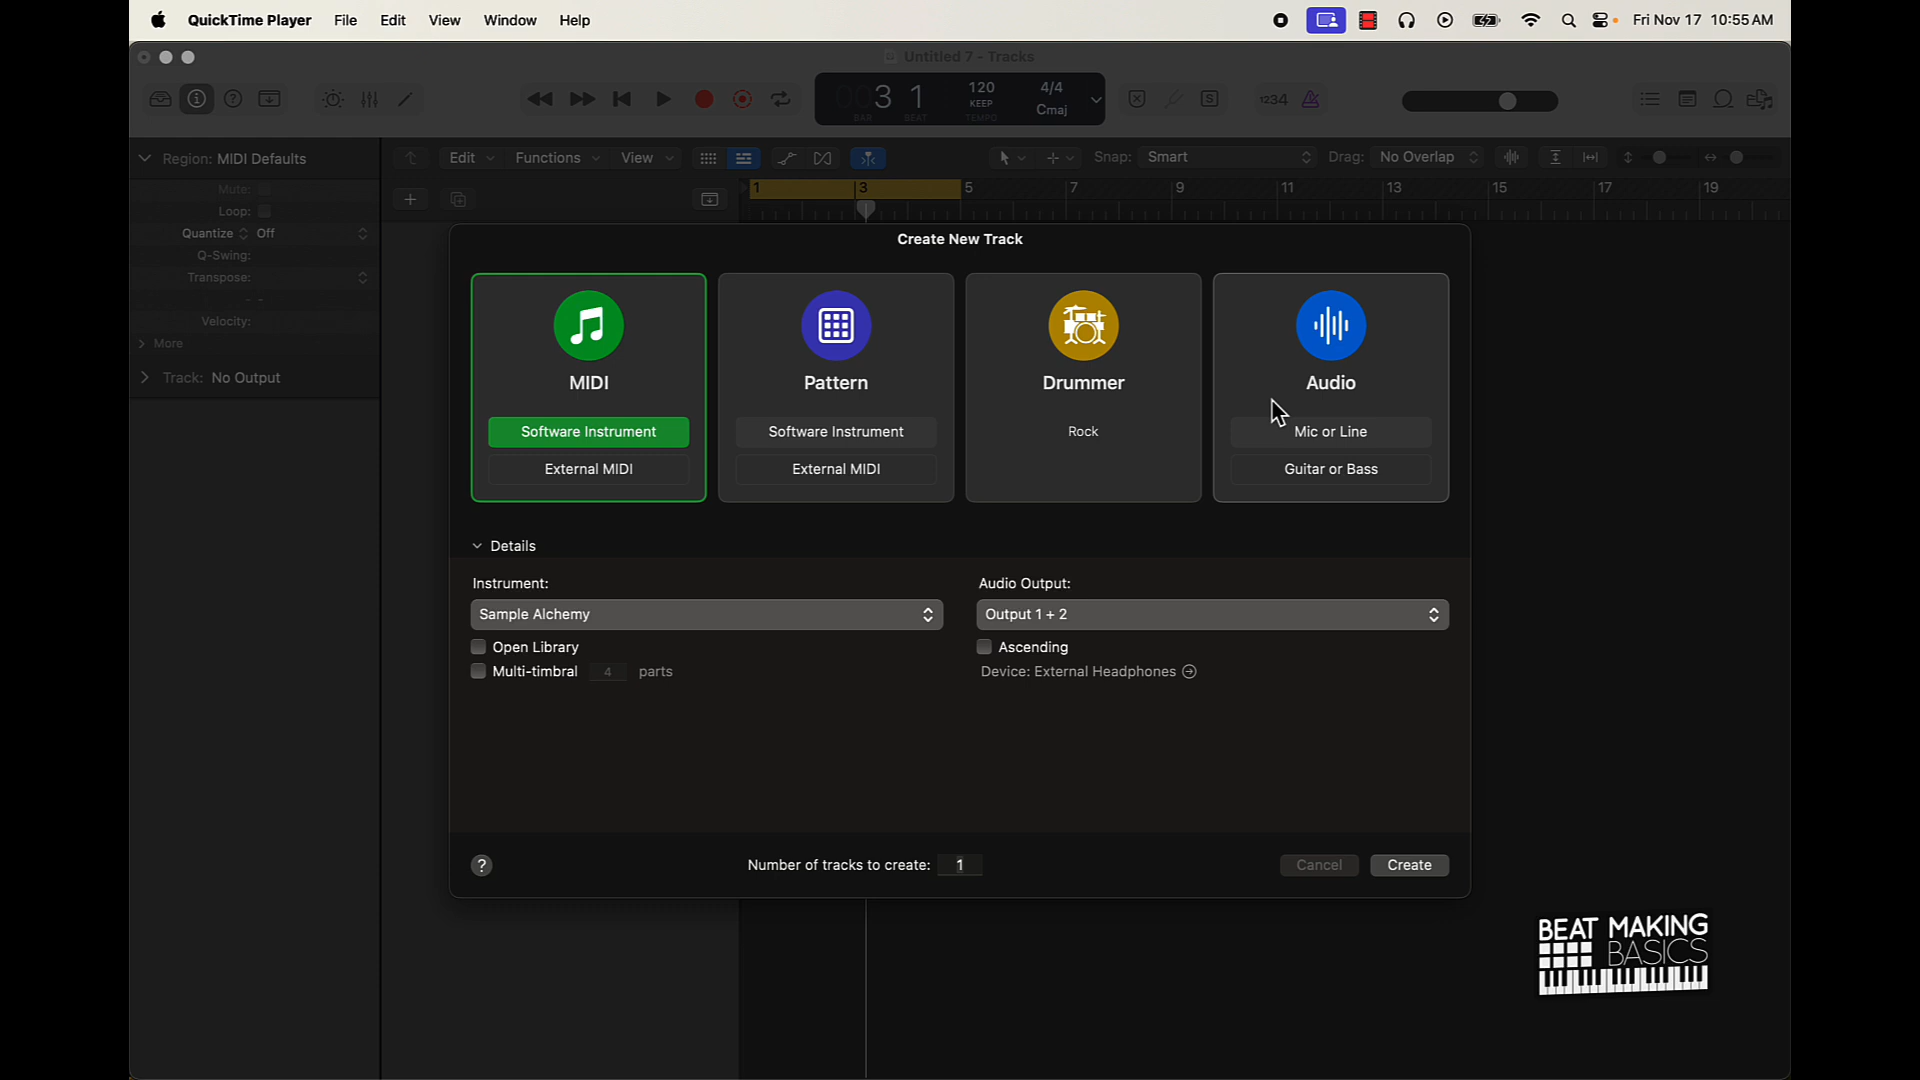 QuickTime Player File Edit View Window Help Fri Nov 17 10:55 AM
Untitled 7 - Tracks
003 1 120 4/4
KEEP Cmaj
BAR BEAT TEMPO
S 1234
Region: MIDI Defaults
Edit Functions View Snap: Smart Drag: No Overlap
Mute:
1 3 5 7 9 11 13 15 17 19
Loop:
Quantize Off
Q-Swing:
Transpose:
- -
Velocity:
More
Track: No Output
Create New Track
MIDI
Software Instrument
External MIDI
Pattern
Software Instrument
External MIDI
Drummer
Rock
Audio
Mic or Line
Guitar or Bass
Details
Instrument:
Sample Alchemy
Open Library
Multi-timbral 4 parts
Audio Output:
Output 1 + 2
Ascending
Device: External Headphones
? Number of tracks to create: 1 Cancel Create
BEAT MAKING
BASICS